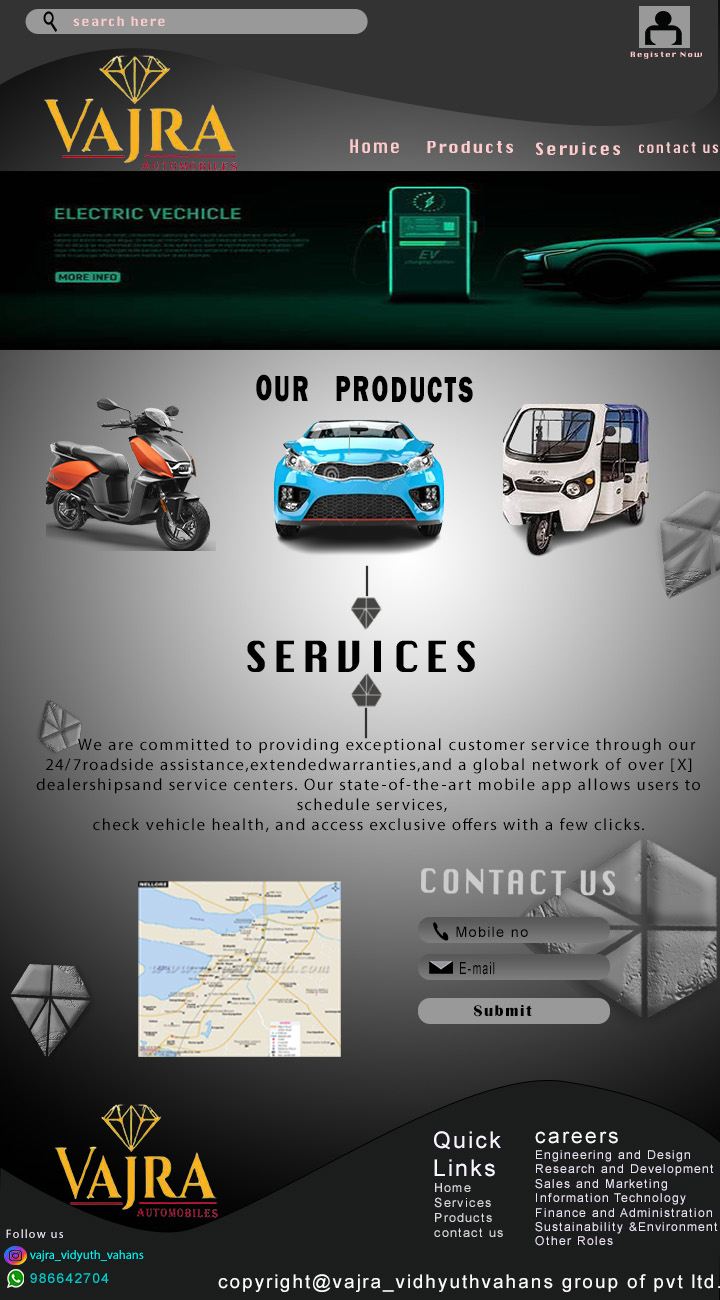 search here
Register Now
VAJRA
AUTOMOBILES
Home Products Services contact us
ELECTRIC VECHICLE
MORE INFO
EV
OUR PRODUCTS
SERVICES
We are committed to providing exceptional customer service through our
24/7roadside assistance,extendedwarranties,and a global network of over [X]
dealershipsand service centers. Our state-of-the-art mobile app allows users to
schedule services,
check vehicle health, and access exclusive offers with a few clicks.
NELLORE
CONTACT US
Mobile no
E-mail
Submit
VAJRA
AUTOMOBILES
Quick
Links
Home
Services
Products
contact us
careers
Engineering and Design
Research and Development
Sales and Marketing
Information Technology
Finance and Administration
Sustainability &Environment
Other Roles
Follow us
vajra_vidyuth_vahans
986642704
copyright@vajra_vidhyuthvahans group of pvt ltd.